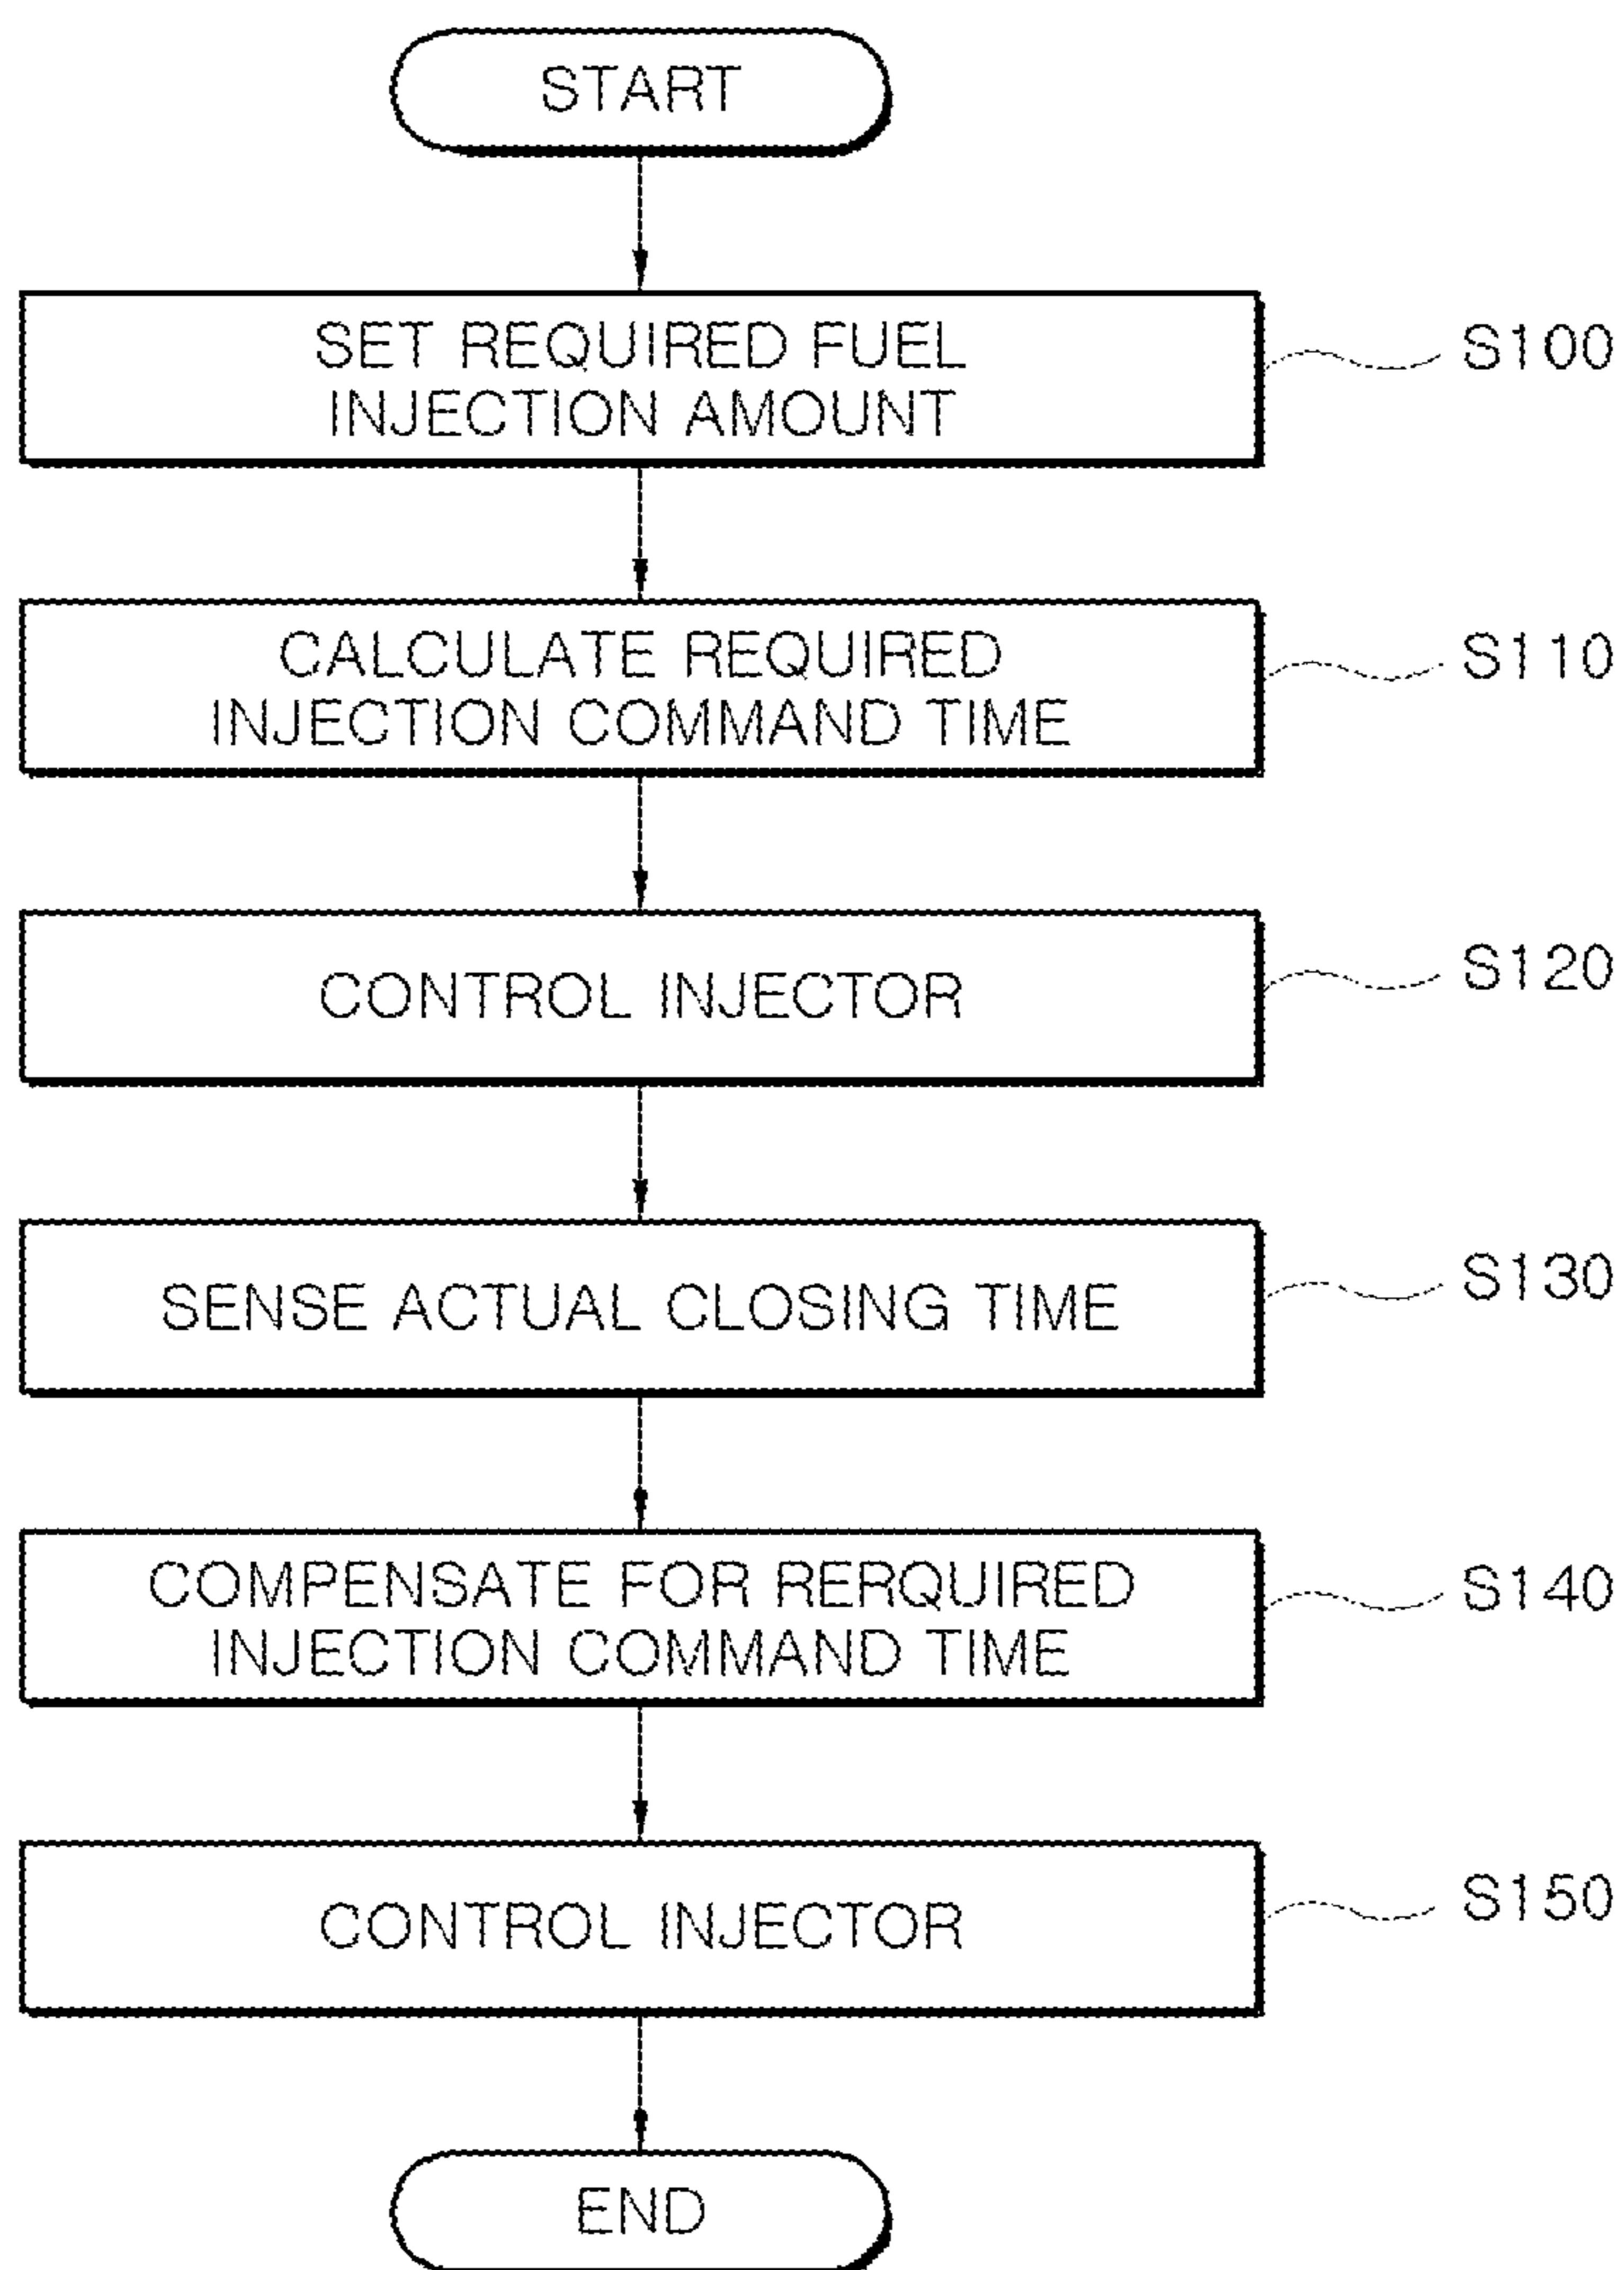 START
SET REQUIRED FUEL
INJECTION AMOUNT
S100
CALCULATE REQUIRED
INJECTION COMMAND TIME
S110
CONTROL INJECTOR
S120
SENSE ACTUAL CLOSING TIME
S130
COMPENSATE FOR RERQUIRED
INJECTION COMMAND TIME
S140
CONTROL INJECTOR
S150
END